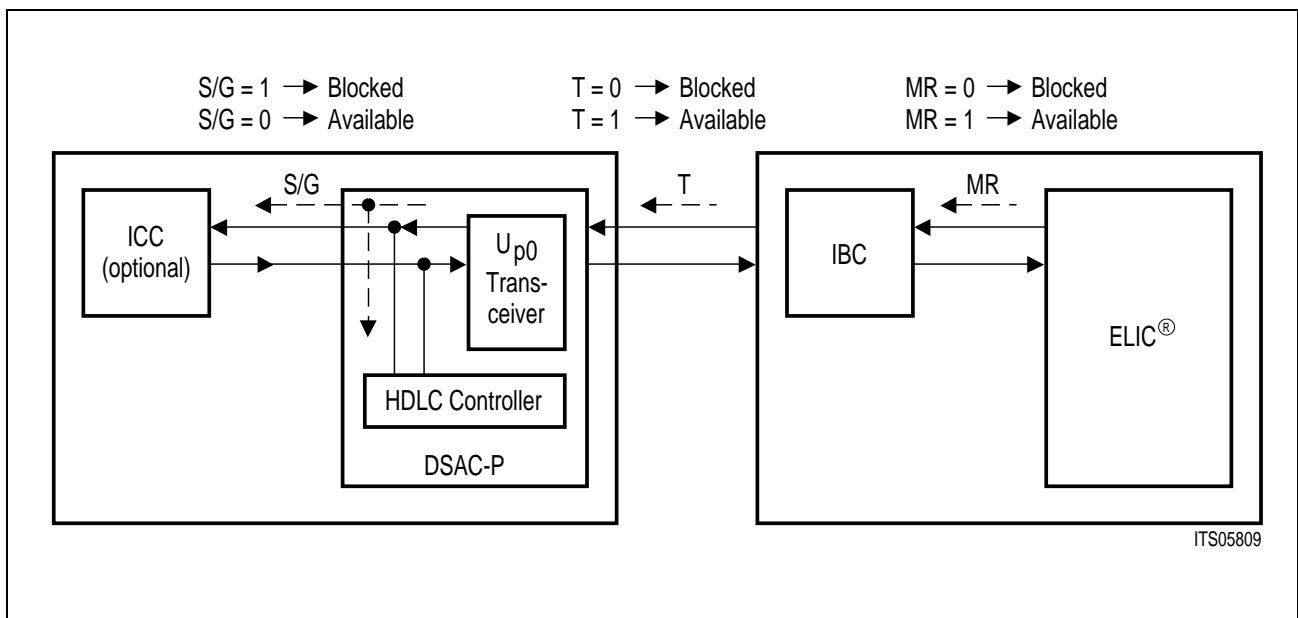 S/G = 1 → Blocked
S/G = 0 → Available
T = 0 → Blocked
T = 1 → Available
MR = 0 → Blocked
MR = 1 → Available
S/G
T
MR
ICC
(optional)
Up0
Trans-
ceiver
HDLC Controller
DSAC-P
IBC
ELIC®
ITS05809